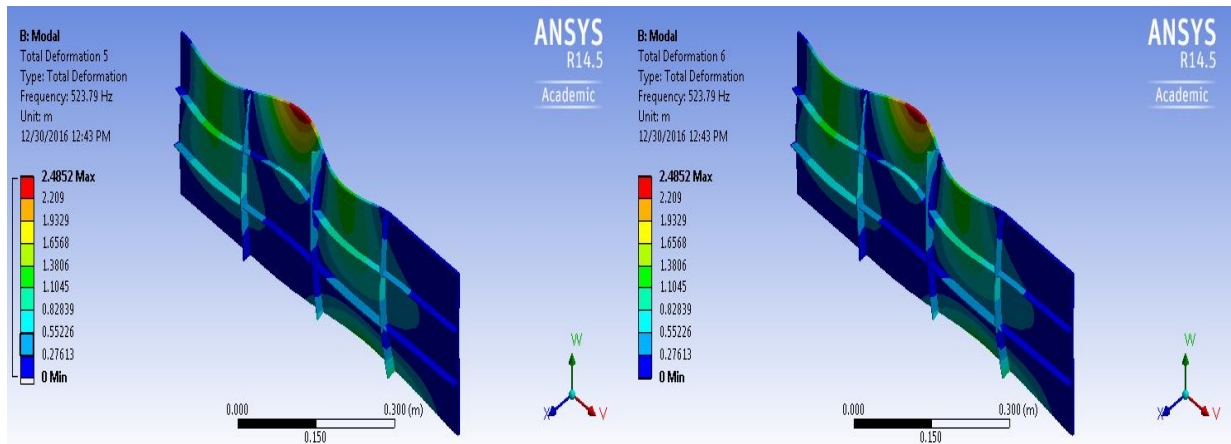 B: Modal
Total Deformation 5
Type: Total Deformation
Frequency: 523.79 Hz
Unit: m
12/30/2016 12:43 PM
2.4852 Max
2.209
1.9329
1.6568
1.3806
1.1045
0.82839
0.55226
0.27613
0 Min
ANSYS
R14.5
Academic
W
X
V
0.000
0.300 (m)
0.150
B: Modal
Total Deformation 6
Type: Total Deformation
Frequency: 523.79 Hz
Unit: m
12/30/2016 12:43 PM
2.4852 Max
2.209
1.9329
1.6568
1.3806
1.1045
0.82839
0.55226
0.27613
0 Min
ANSYS
R14.5
Academic
W
X
V
0.000
0.300 (m)
0.150